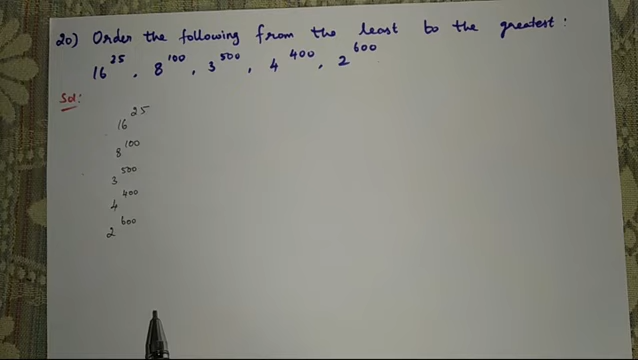 20) Order the following from the least to the greatest:
16^25, 8^100, 3^500, 4^400, 2^600
Sol:
16^25
8^100
3^500
4^400
2^600